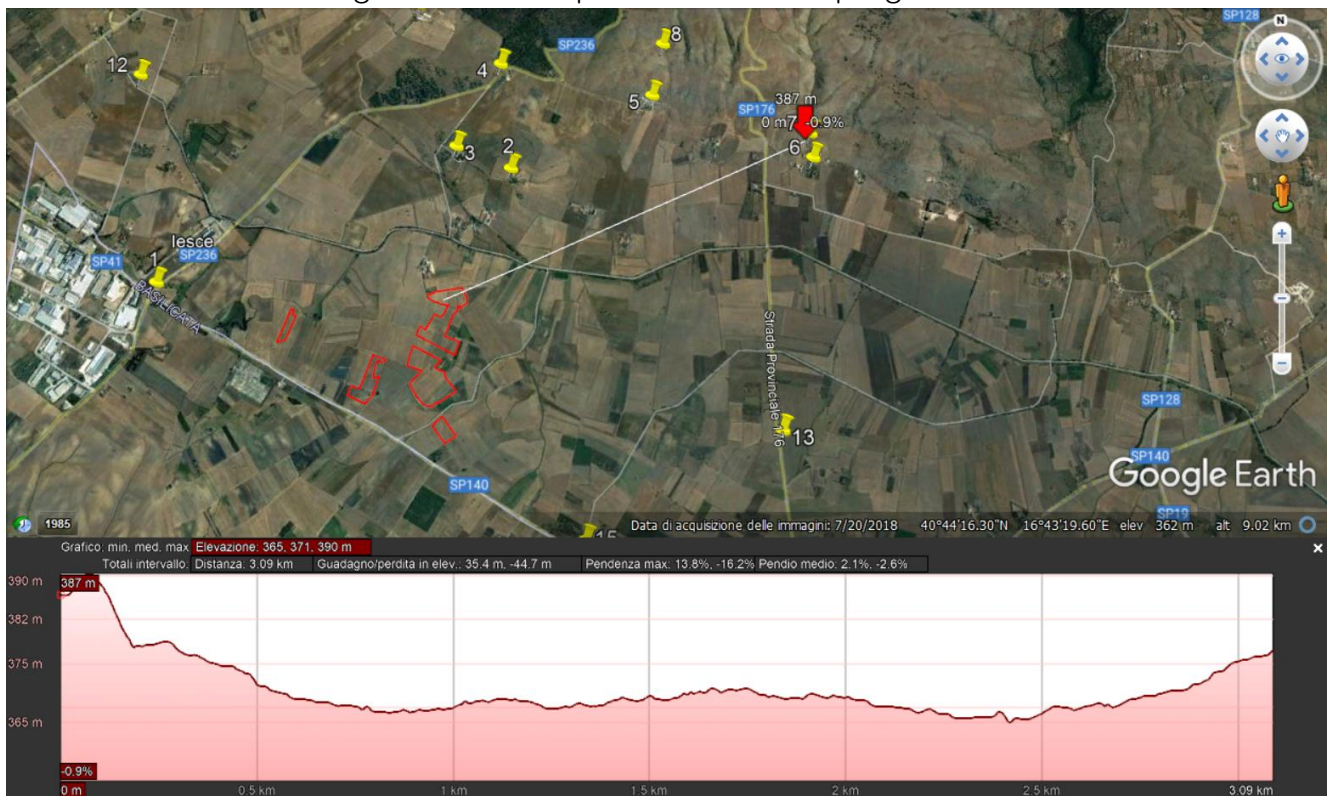 SP128
N
12
4
SP236
8
5
387 m
SP176
0 m 7 -0.9%
3
2
6
Iesce
SP236
SP41
1
BASILICATA
Strada Provinciale 176
SP128
13
SP140
SP140
Google Earth
SP19
15
1985
Data di acquisizione delle immagini: 7/20/2018 40°44'16.30"N 16°43'19.60"E elev 362 m alt 9.02 km
Grafico: min. med. max Elevazione: 365, 371, 390 m
Totali intervallo: Distanza: 3.09 km Guadagno/perdita in elev.: 35.4 m, -44.7 m Pendenza max: 13.8%, -16.2% Pendio medio: 2.1%, -2.6%
390 m
387 m
382 m
375 m
365 m
-0.9%
0 m 0.5 km 1 km 1.5 km 2 km 2.5 km 3.09 km